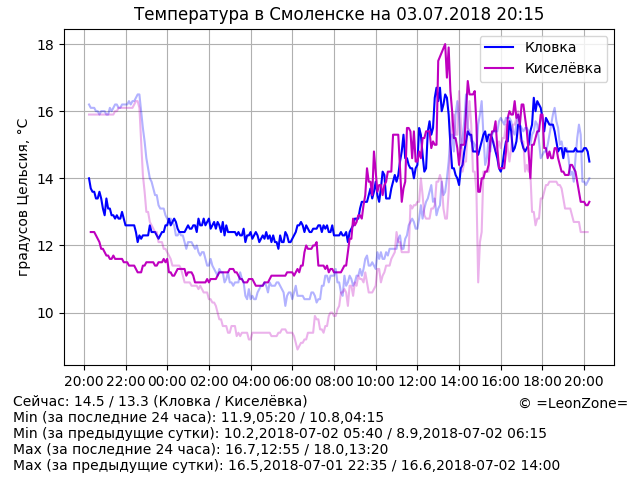 Температура в Смоленске на 03.07.2018 20:15
градусов Цельсия, °C
18
16
14
12
10
Кловка
Киселёвка
20:00 22:00 00:00 02:00 04:00 06:00 08:00 10:00 12:00 14:00 16:00 18:00 20:00
Сейчас: 14.5 / 13.3 (Кловка / Киселёвка)
© =LeonZone=
Min (за последние 24 часа): 11.9,05:20 / 10.8,04:15
Min (за предыдущие сутки): 10.2,2018-07-02 05:40 / 8.9,2018-07-02 06:15
Max (за последние 24 часа): 16.7,12:55 / 18.0,13:20
Max (за предыдущие сутки): 16.5,2018-07-01 22:35 / 16.6,2018-07-02 14:00